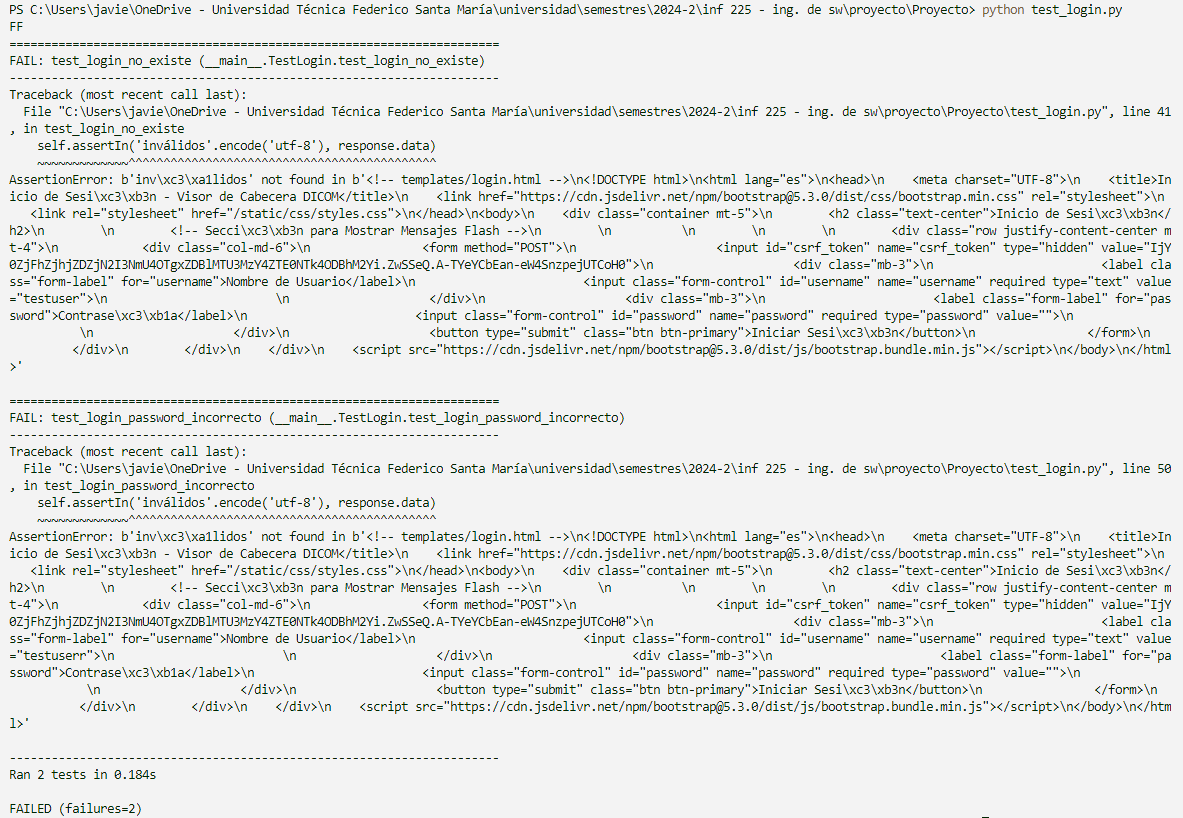 PS C:\Users\javie\OneDrive - Universidad Técnica Federico Santa María\universidad\semestres\2024-2\inf 225 - ing. de sw\proyecto\Proyecto> python test_login.py
FF
======================================================================
FAIL: test_login_no_existe (__main__.TestLogin.test_login_no_existe)
----------------------------------------------------------------------
Traceback (most recent call last):
  File "C:\Users\javie\OneDrive - Universidad Técnica Federico Santa María\universidad\semestres\2024-2\inf 225 - ing. de sw\proyecto\Proyecto\test_login.py", line 41
, in test_login_no_existe
    self.assertIn('inválidos'.encode('utf-8'), response.data)
    ~~~~~~~~~~~~~^^^^^^^^^^^^^^^^^^^^^^^^^^^^^^^^^^^^^^^^^^^^
AssertionError: b'inv\xc3\xa1lidos' not found in b'<!-- templates/login.html -->\n<!DOCTYPE html>\n<html lang="es">\n<head>\n    <meta charset="UTF-8">\n    <title>In
icio de Sesi\xc3\xb3n - Visor de Cabecera DICOM</title>\n    <link href="https://cdn.jsdelivr.net/npm/bootstrap@5.3.0/dist/css/bootstrap.min.css" rel="stylesheet">\n
   <link rel="stylesheet" href="/static/css/styles.css">\n</head>\n<body>\n    <div class="container mt-5">\n        <h2 class="text-center">Inicio de Sesi\xc3\xb3n</
h2>\n        \n        <!-- Secci\xc3\xb3n para Mostrar Mensajes Flash -->\n        \n        \n        \n        \n        <div class="row justify-content-center m
t-4">\n            <div class="col-md-6">\n                <form method="POST">\n                    <input id="csrf_token" name="csrf_token" type="hidden" value="IjY
0ZjFhZjhjZDZjN2I3NmU4OTgxZDBlMTU3MzY4ZTE0NTk4ODBhM2Yi.ZwSSeQ.A-TYeYCbEan-eW4SnzpejUTCoH0">\n                    <div class="mb-3">\n                        <label cla
ss="form-label" for="username">Nombre de Usuario</label>\n                        <input class="form-control" id="username" name="username" required type="text" value
="testuser">\n                        \n                    </div>\n                    <div class="mb-3">\n                        <label class="form-label" for="pas
sword">Contrase\xc3\xb1a</label>\n                        <input class="form-control" id="password" name="password" required type="password" value="">\n
          \n                    </div>\n                    <button type="submit" class="btn btn-primary">Iniciar Sesi\xc3\xb3n</button>\n                </form>\n
         </div>\n        </div>\n    </div>\n    <script src="https://cdn.jsdelivr.net/npm/bootstrap@5.3.0/dist/js/bootstrap.bundle.min.js"></script>\n</body>\n</html
>'
======================================================================
FAIL: test_login_password_incorrecto (__main__.TestLogin.test_login_password_incorrecto)
----------------------------------------------------------------------
Traceback (most recent call last):
  File "C:\Users\javie\OneDrive - Universidad Técnica Federico Santa María\universidad\semestres\2024-2\inf 225 - ing. de sw\proyecto\Proyecto\test_login.py", line 50
, in test_login_password_incorrecto
    self.assertIn('inválidos'.encode('utf-8'), response.data)
    ~~~~~~~~~~~~~^^^^^^^^^^^^^^^^^^^^^^^^^^^^^^^^^^^^^^^^^^^^
AssertionError: b'inv\xc3\xa1lidos' not found in b'<!-- templates/login.html -->\n<!DOCTYPE html>\n<html lang="es">\n<head>\n    <meta charset="UTF-8">\n    <title>In
icio de Sesi\xc3\xb3n - Visor de Cabecera DICOM</title>\n    <link href="https://cdn.jsdelivr.net/npm/bootstrap@5.3.0/dist/css/bootstrap.min.css" rel="stylesheet">\n
   <link rel="stylesheet" href="/static/css/styles.css">\n</head>\n<body>\n    <div class="container mt-5">\n        <h2 class="text-center">Inicio de Sesi\xc3\xb3n</
h2>\n        \n        <!-- Secci\xc3\xb3n para Mostrar Mensajes Flash -->\n        \n        \n        \n        \n        <div class="row justify-content-center m
t-4">\n            <div class="col-md-6">\n                <form method="POST">\n                    <input id="csrf_token" name="csrf_token" type="hidden" value="IjY
0ZjFhZjhjZDZjN2I3NmU4OTgxZDBlMTU3MzY4ZTE0NTk4ODBhM2Yi.ZwSSeQ.A-TYeYCbEan-eW4SnzpejUTCoH0">\n                    <div class="mb-3">\n                        <label cla
ss="form-label" for="username">Nombre de Usuario</label>\n                        <input class="form-control" id="username" name="username" required type="text" value
="testuserr">\n                        \n                    </div>\n                    <div class="mb-3">\n                        <label class="form-label" for="pa
ssword">Contrase\xc3\xb1a</label>\n                        <input class="form-control" id="password" name="password" required type="password" value="">\n
           \n                    </div>\n                    <button type="submit" class="btn btn-primary">Iniciar Sesi\xc3\xb3n</button>\n                </form>\n
          </div>\n        </div>\n    </div>\n    <script src="https://cdn.jsdelivr.net/npm/bootstrap@5.3.0/dist/js/bootstrap.bundle.min.js"></script>\n</body>\n</htm
l>'
----------------------------------------------------------------------
Ran 2 tests in 0.184s
FAILED (failures=2)